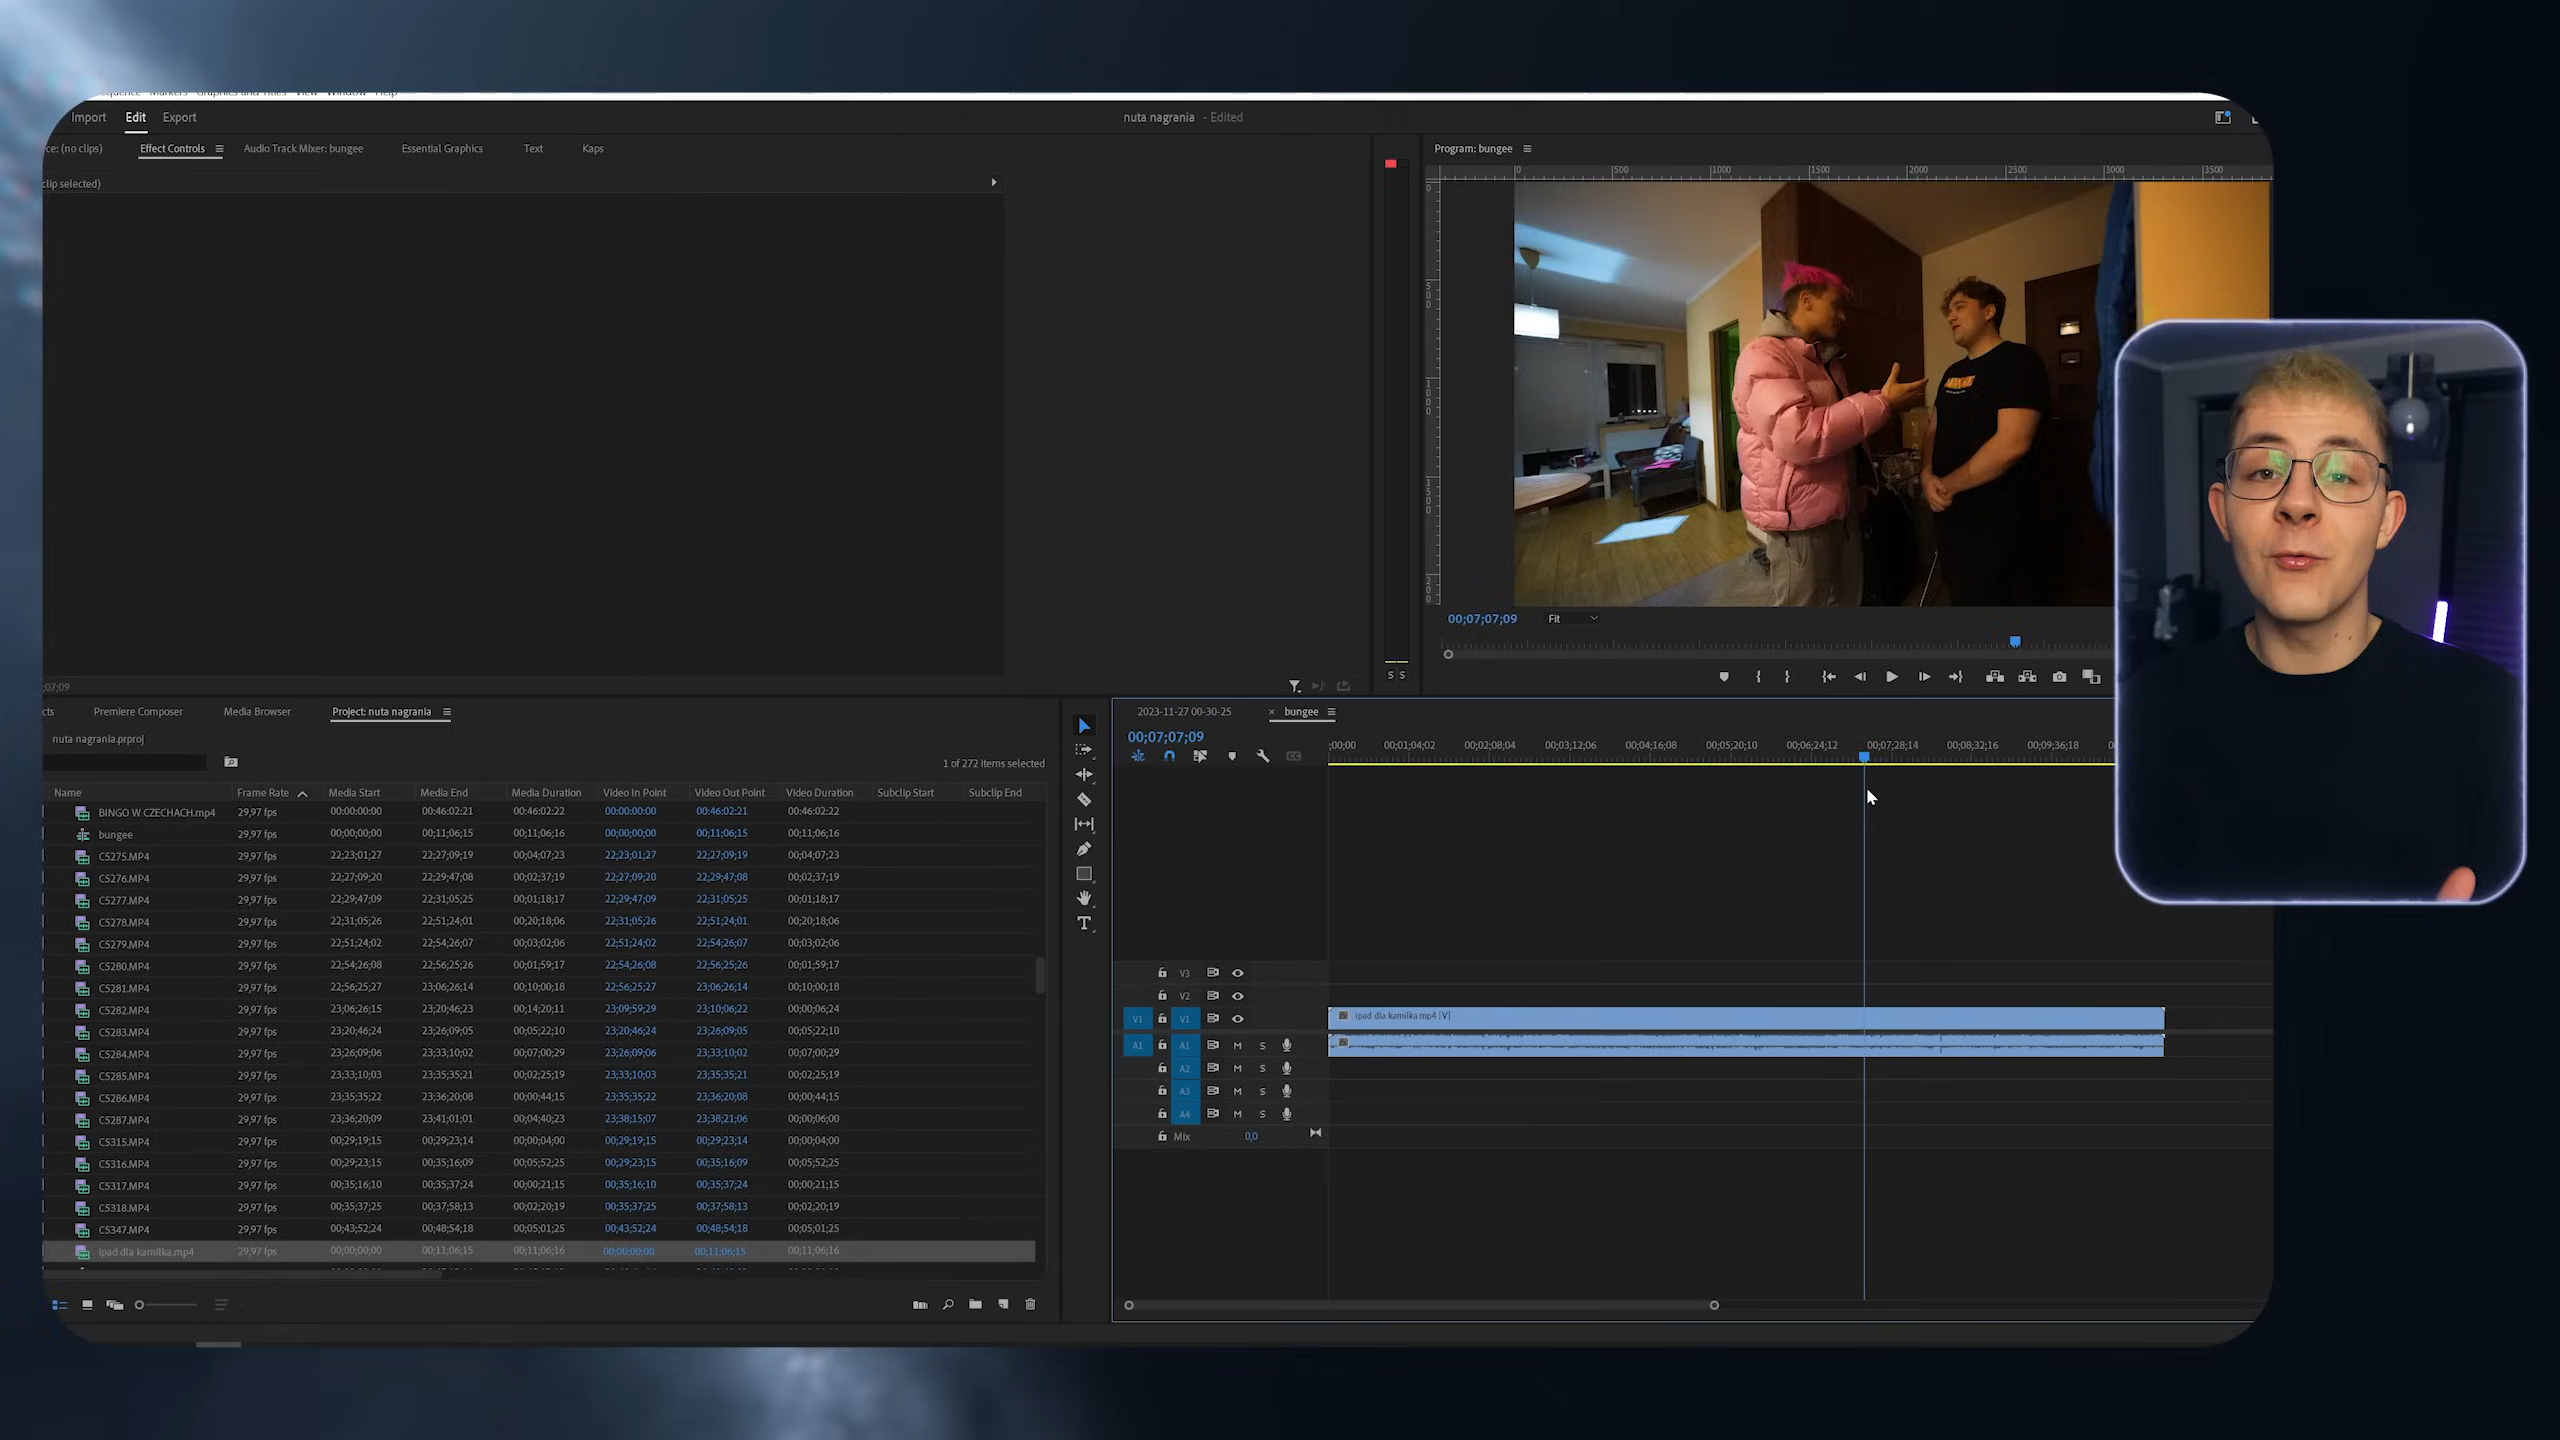 Import Edit Export
nuta nagrania - Edited
ce: (no clips) Effect Controls Audio Track Mixer: bungee Essential Graphics Text Kaps
Program: bungee
0 500 1000 1500 2000 2500 3000 3500
clip selected)
00;07;07;09 Fit
S S
;07;09
cts Premiere Composer Media Browser Project: nuta nagrania
nuta nagrania.prproj
1 of 272 items selected
Name Frame Rate Media Start Media End Media Duration Video In Point Video Out Point Video Duration Subclip Start Subclip End
BINGO W CZECHACH.mp4 29,97 fps 00:00:00:00 00:46:02:21 00:46:02:22 00:00:00:00 00:46:02:21 00:46:02:22
bungee 29,97 fps 00;00;00;00 00;11;06;15 00;11;06;16 00;00;00;00 00;11;06;15 00;11;06;16
C5275.MP4 29,97 fps 22;23;01;27 22;27;09;19 00;04;07;23 22;23;01;27 22;27;09;19 00;04;07;23
C5276.MP4 29,97 fps 22;27;09;20 22;29;47;08 00;02;37;19 22;27;09;20 22;29;47;08 00;02;37;19
C5277.MP4 29,97 fps 22;29;47;09 22;31;05;25 00;01;18;17 22;29;47;09 22;31;05;25 00;01;18;17
C5278.MP4 29,97 fps 22;31;05;26 22;51;24;01 00;20;18;06 22;31;05;26 22;51;24;01 00;20;18;06
C5279.MP4 29,97 fps 22;51;24;02 22;54;26;07 00;03;02;06 22;51;24;02 22;54;26;07 00;03;02;06
C5280.MP4 29,97 fps 22;54;26;08 22;56;25;26 00;01;59;17 22;54;26;08 22;56;25;26 00;01;59;17
C5281.MP4 29,97 fps 22;56;25;27 23;06;26;14 00;10;00;18 22;56;25;27 23;06;26;14 00;10;00;18
C5282.MP4 29,97 fps 23;06;26;15 23;20;46;23 00;14;20;11 23;09;59;29 23;10;06;22 00;00;06;24
C5283.MP4 29,97 fps 23;20;46;24 23;26;09;05 00;05;22;10 23;20;46;24 23;26;09;05 00;05;22;10
C5284.MP4 29,97 fps 23;26;09;06 23;33;10;02 00;07;00;29 23;26;09;06 23;33;10;02 00;07;00;29
C5285.MP4 29,97 fps 23;33;10;03 23;35;35;21 00;02;25;19 23;33;10;03 23;35;35;21 00;02;25;19
C5286.MP4 29,97 fps 23;35;35;22 23;36;20;08 00;00;44;15 23;35;35;22 23;36;20;08 00;00;44;15
C5287.MP4 29,97 fps 23;36;20;09 23;41;01;01 00;04;40;23 23;38;15;07 23;38;21;06 00;00;06;00
C5315.MP4 29,97 fps 00;29;19;15 00;29;23;14 00;00;04;00 00;29;19;15 00;29;23;14 00;00;04;00
C5316.MP4 29,97 fps 00;29;23;15 00;35;16;09 00;05;52;25 00;29;23;15 00;35;16;09 00;05;52;25
C5317.MP4 29,97 fps 00;35;16;10 00;35;37;24 00;00;21;15 00;35;16;10 00;35;37;24 00;00;21;15
C5318.MP4 29,97 fps 00;35;37;25 00;37;58;13 00;02;20;19 00;35;37;25 00;37;58;13 00;02;20;19
C5347.MP4 29,97 fps 00;43;52;24 00;48;54;18 00;05;01;25 00;43;52;24 00;48;54;18 00;05;01;25
ipad dla kamilka.mp4 29,97 fps 00;00;00;00 00;11;06;15 00;11;06;16 00;00;00;00 00;11;06;15 00;11;06;16
2023-11-27 00-30-25 × bungee
00;07;07;09
;00;00 00;01;04;02 00;02;08;04 00;03;12;06 00;04;16;08 00;05;20;10 00;06;24;12 00;07;28;14 00;08;32;16 00;09;36;18
V3
V2
V1 V1 ipad dla kamilka.mp4 [V]
A1 A1 M S
A2 M S
A3 M S
A4 M S
Mix 0,0